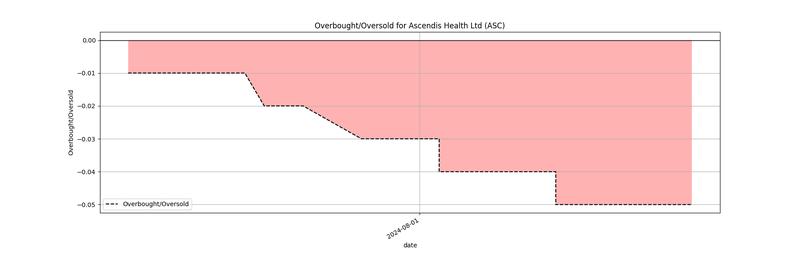 Overbought/Oversold for Ascendis Health Ltd (ASC)
0.00
−0.01
−0.02
−0.03
−0.04
−0.05
Overbought/Oversold
Overbought/Oversold
2024-08-01
date